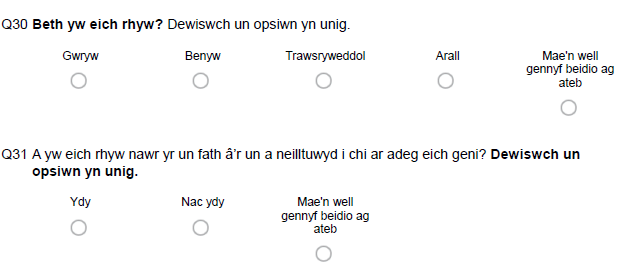 Q30 Beth yw eich rhyw? Dewiswch un opsiwn yn unig.
Gwryw Benyw Trawsryweddol Arall Mae'n well
gennyf beidio ag
ateb
Q31 A yw eich rhyw nawr yr un fath â'r un a neilltuwyd i chi ar adeg eich geni? Dewiswch un
opsiwn yn unig.
Ydy Nac ydy Mae'n well
gennyf beidio ag
ateb